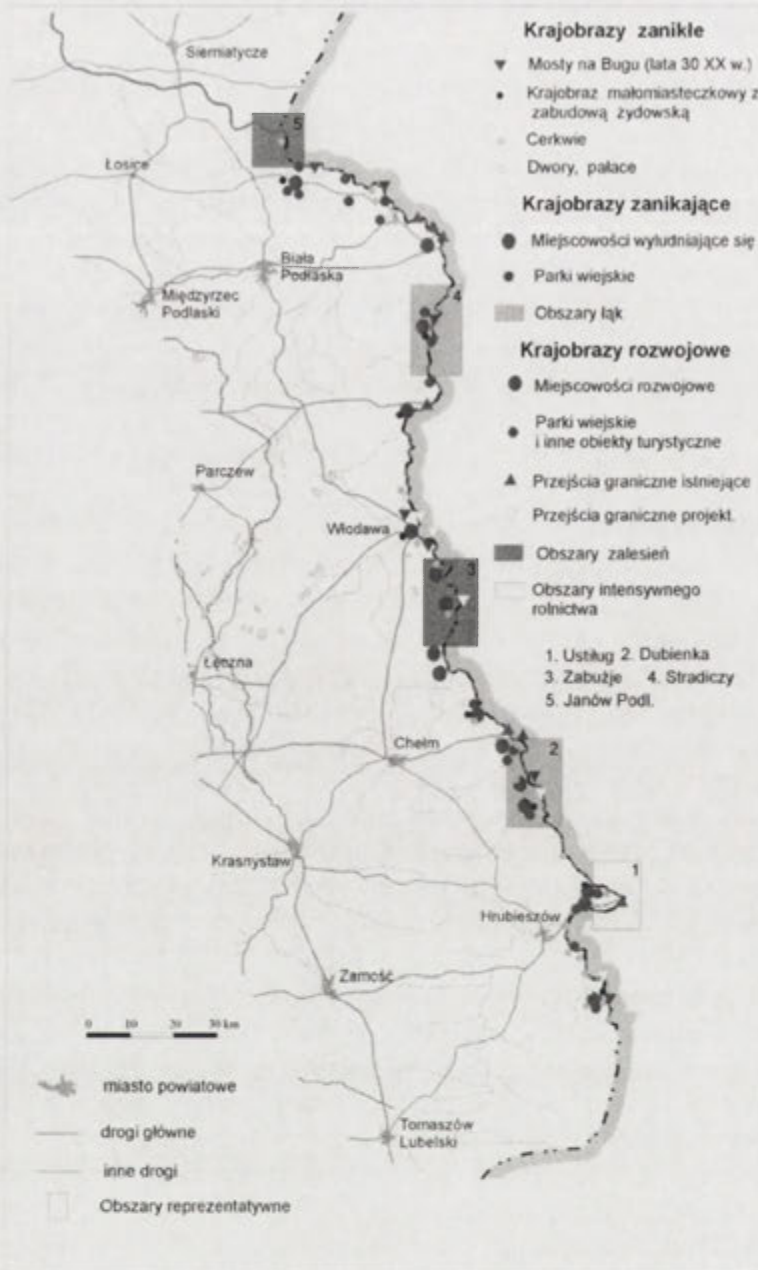 Krajobrazy zanikłe
Mosty na Bugu (lata 30 XX w.)
Krajobraz małomiasteczkowy z
zabudową żydowską
Cerkwie
Dwory, pałace
Krajobrazy zanikające
Miejscowości wyludniające się
Parki wiejskie
Obszary łąk
Krajobrazy rozwojowe
Miejscowości rozwojowe
Parki wiejskie
i inne obiekty turystyczne
Przejścia graniczne istniejące
Przejścia graniczne projekt.
Obszary zalesień
Obszary intensywnego
rolnictwa
1. Ustiług 2. Dubienka
3. Zabużje 4. Stradiczy
5. Janów Podl.
Siemiatycze
5
Łosice
Biała
Podlaska
Międzyrzec
Podlaski
4
Parczew
Włodawa
3
Łęczna
Chełm
2
Krasnystaw
1
Hrubieszów
Zamość
0 10 20 30 km
miasto powiatowe
drogi główne
Tomaszów
Lubelski
inne drogi
Obszary reprezentatywne